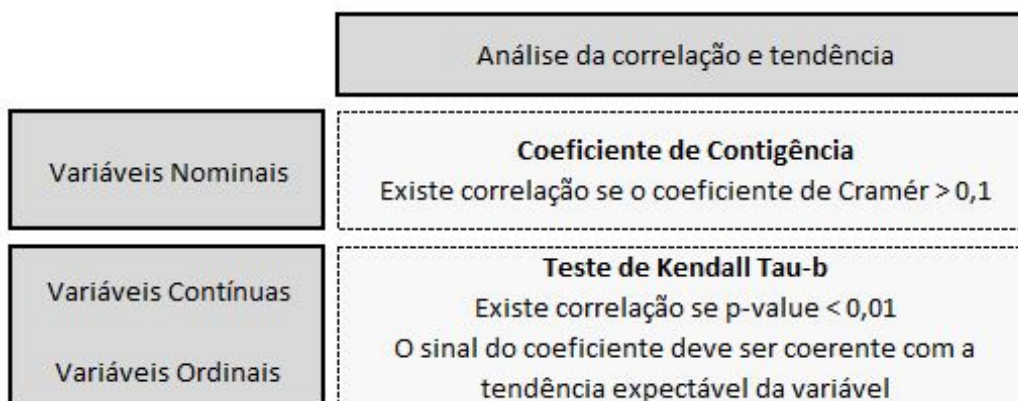 Análise da correlação e tendência
Variáveis Nominais
Coeficiente de Contigência
Existe correlação se o coeficiente de Cramér > 0,1
Variáveis Contínuas
Variáveis Ordinais
Teste de Kendall Tau-b
Existe correlação se p-value < 0,01
O sinal do coeficiente deve ser coerente com a
tendência expectável da variável